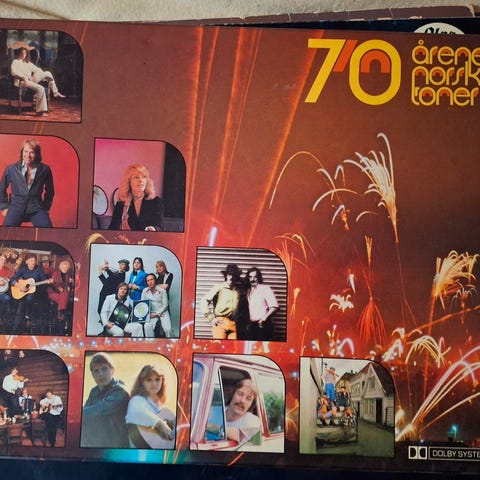 70
årene
norsk
toner
DOLBY SYSTE